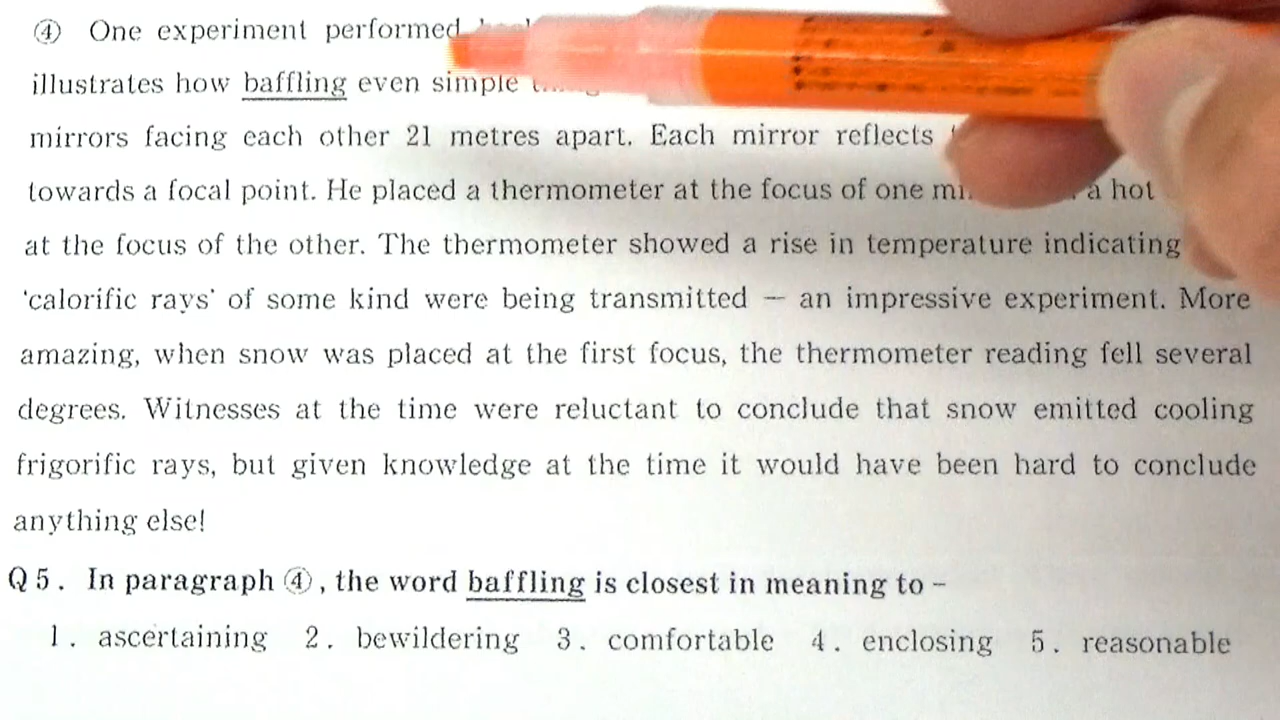 ④ One experiment performed
illustrates how baffling even simple
mirrors facing each other 21 metres apart. Each mirror reflects
towards a focal point. He placed a thermometer at the focus of one a hot
at the focus of the other. The thermometer showed a rise in temperature indicating
‘calorific rays’ of some kind were being transmitted — an impressive experiment. More
amazing, when snow was placed at the first focus, the thermometer reading fell several
degrees. Witnesses at the time were reluctant to conclude that snow emitted cooling
frigorific rays, but given knowledge at the time it would have been hard to conclude
anything else!
Q5. In paragraph ④, the word baffling is closest in meaning to –
1. ascertaining 2. bewildering 3. comfortable 4. enclosing 5. reasonable